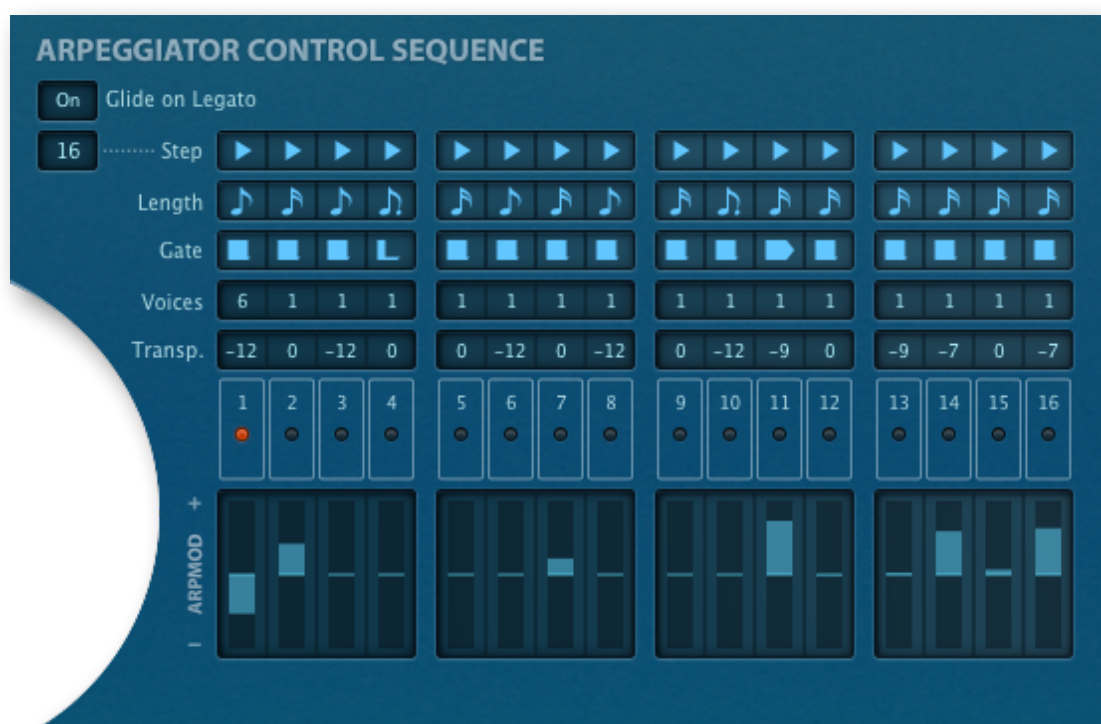 ARPEGGIATOR CONTROL SEQUENCE
On Glide on Legato
16 ········ Step
Length
Gate
Voices 6 1 1 1 1 1 1 1 1 1 1 1 1 1 1 1
Transp. -12 0 -12 0 0 -12 0 -12 0 -12 -9 0 -9 -7 0 -7
1 2 3 4 5 6 7 8 9 10 11 12 13 14 15 16
+
ARPMOD
−